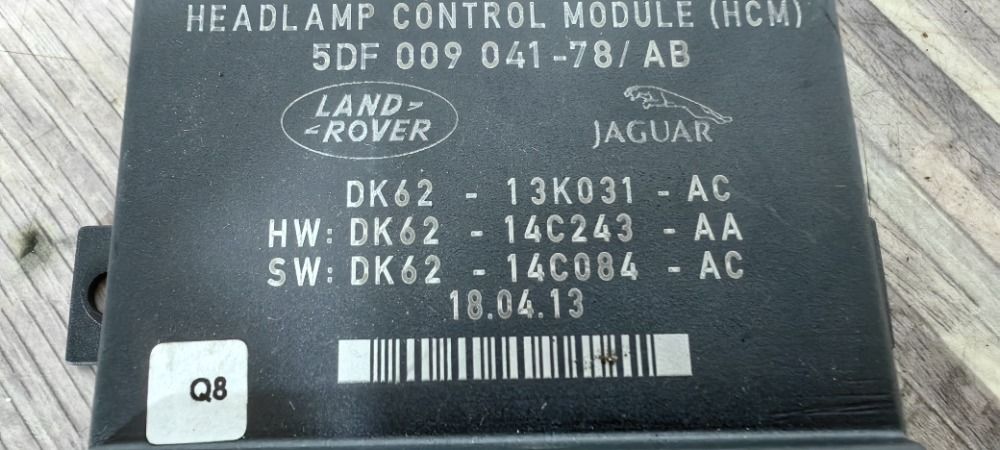 HEADLAMP CONTROL MODULE (HCM)
5DF 009 041-78/AB
LAND
ROVER
JAGUAR
DK62 - 13K031 - AC
HW: DK62 - 14C243 - AA
SW: DK62 - 14C084 - AC
18.04.13
Q8